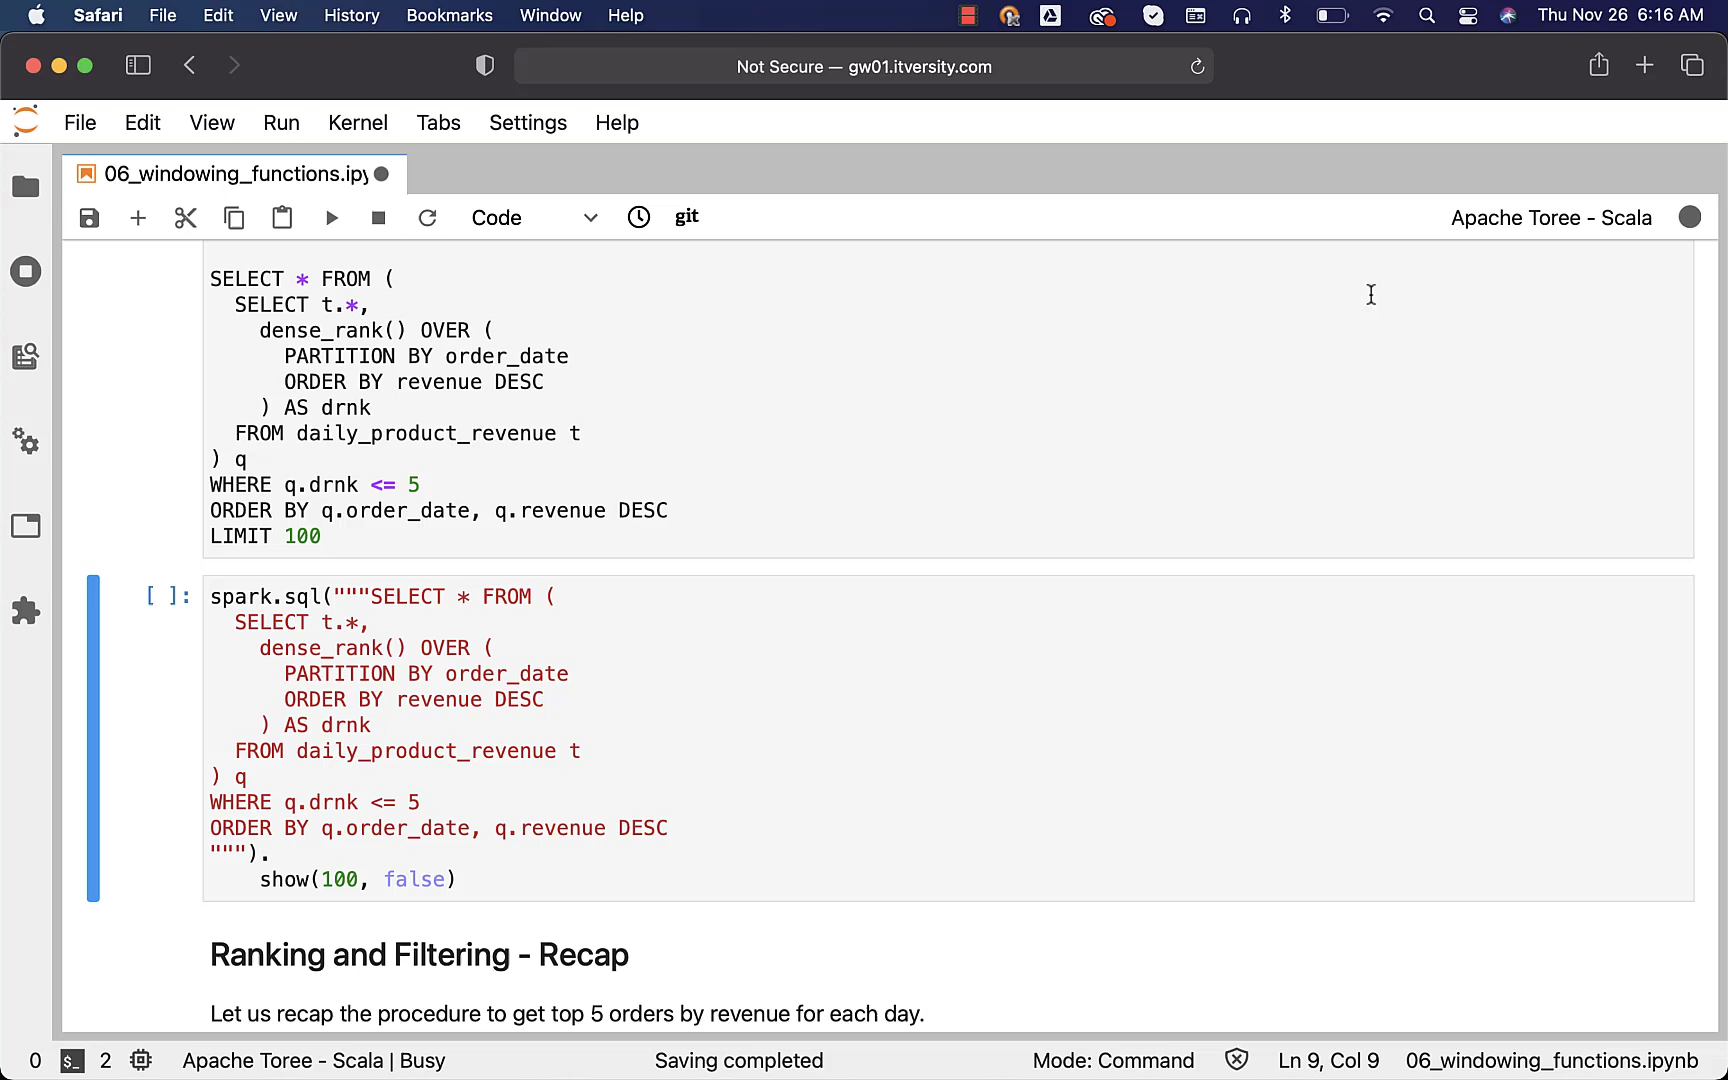 Safari File Edit View History Bookmarks Window Help Thu Nov 26 6:16 AM
Not Secure — gw01.itversity.com
File Edit View Run Kernel Tabs Settings Help
06_windowing_functions.ipy
Code git Apache Toree - Scala
SELECT * FROM (
SELECT t.*,
dense_rank() OVER (
PARTITION BY order_date
ORDER BY revenue DESC
) AS drnk
FROM daily_product_revenue t
) q
WHERE q.drnk <= 5
ORDER BY q.order_date, q.revenue DESC
LIMIT 100
[ ]: spark.sql("""SELECT * FROM (
SELECT t.*,
dense_rank() OVER (
PARTITION BY order_date
ORDER BY revenue DESC
) AS drnk
FROM daily_product_revenue t
) q
WHERE q.drnk <= 5
ORDER BY q.order_date, q.revenue DESC
""").
show(100, false)
Ranking and Filtering - Recap
Let us recap the procedure to get top 5 orders by revenue for each day.
0 $_ 2 Apache Toree - Scala | Busy Saving completed Mode: Command Ln 9, Col 9 06_windowing_functions.ipynb